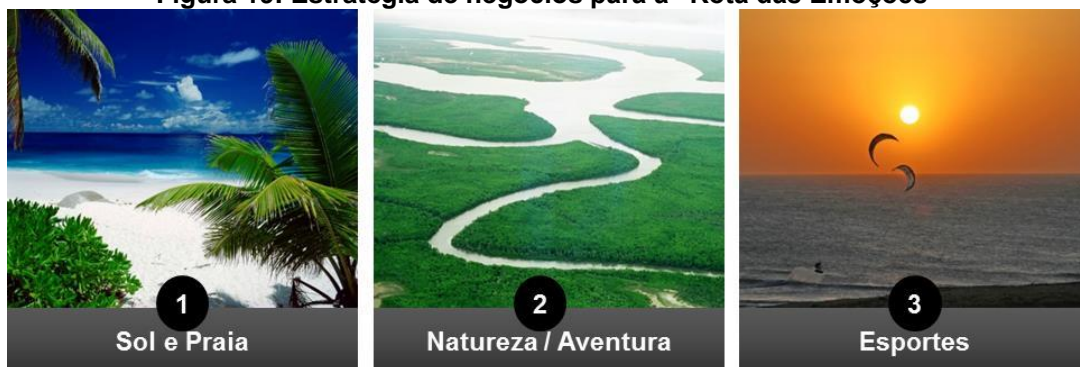 Figura Estratégia de negócios para a "Rota das Emoções"
1
Sol e Praia
2
Natureza / Aventura
3
Esportes